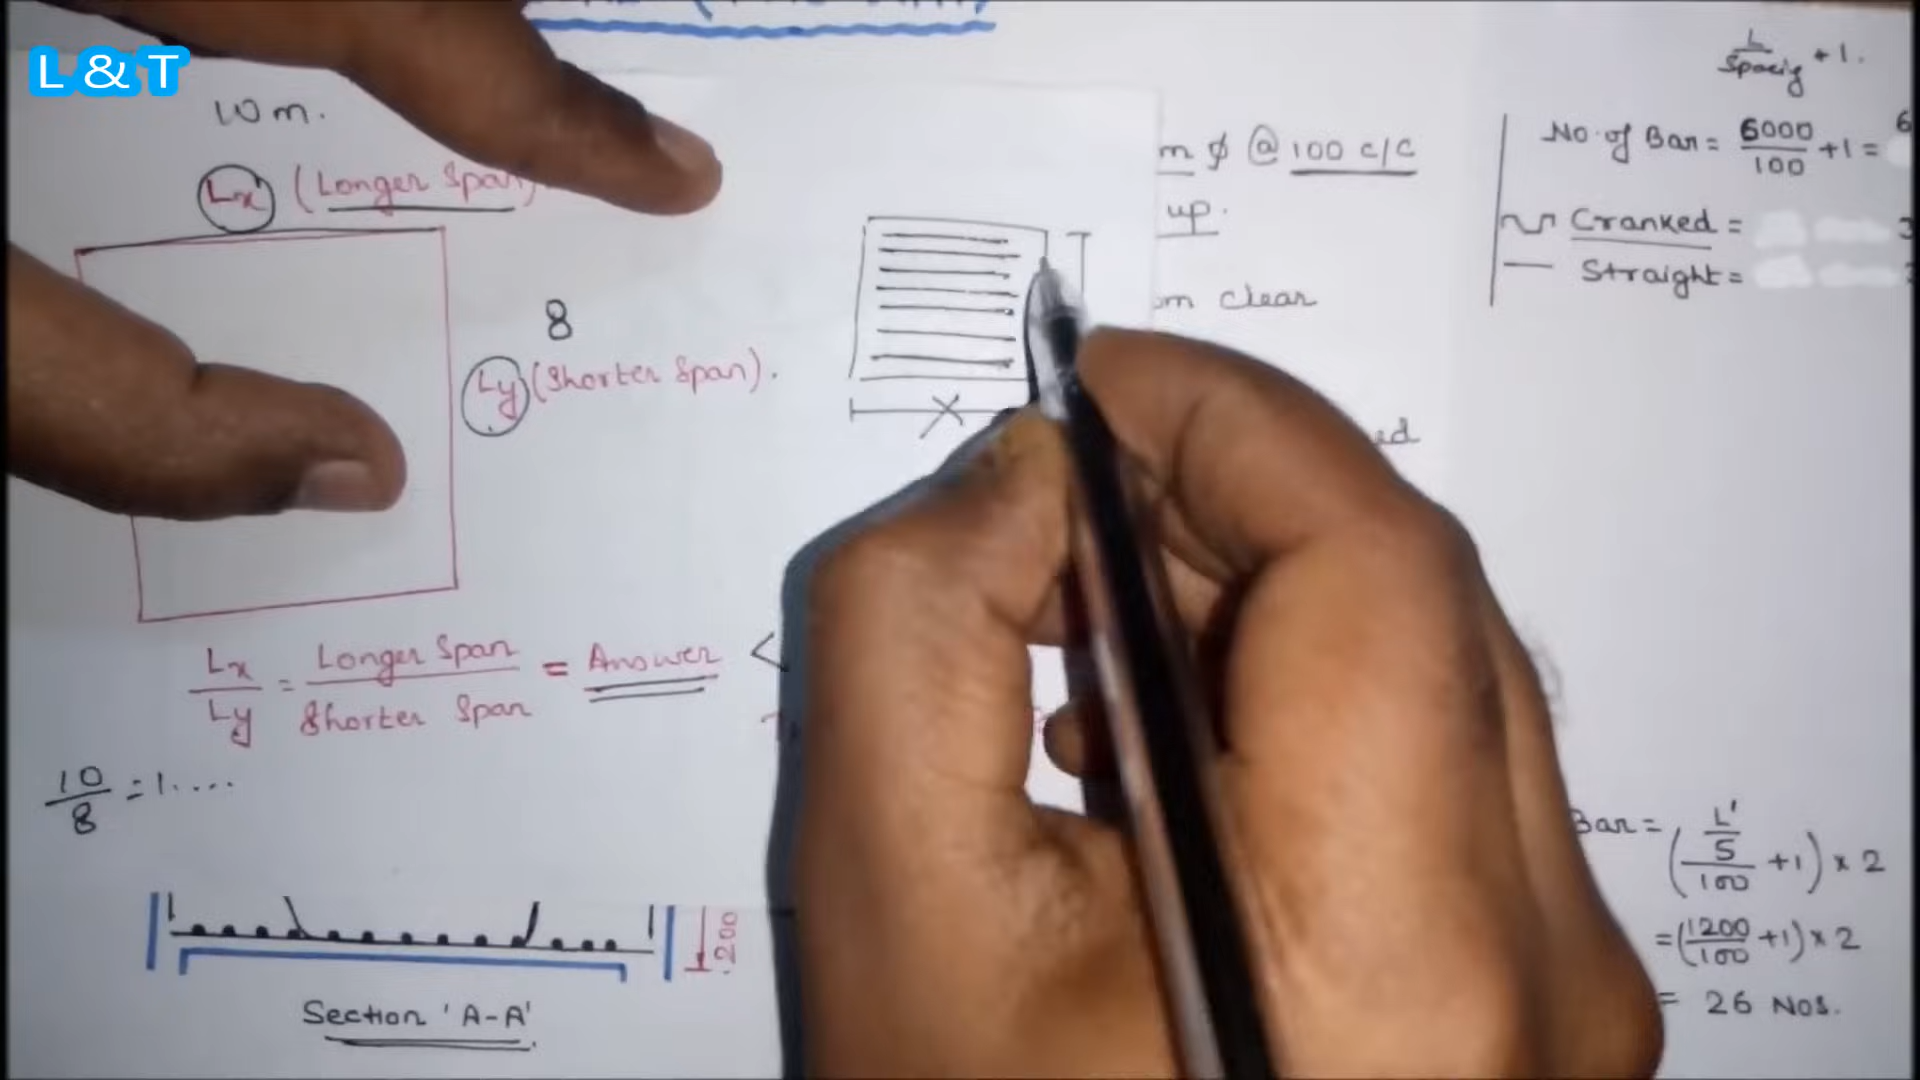 L & T
10 m.
Lx (Longer Span)
8
Ly (Shorter Span).
Lx/Ly = Longer Span/Shorter Span = Answer <
10/8 = 1. ....
200
Section 'A-A'
m ϕ @ 100 c/c
up.
clear
L/Spacig + 1.
No. of Bar = 6000/100 + 1 =
Cranked =
Straight =
Bar = (L'/5/100 + 1) x 2
= (1200/100 + 1) x 2
= 26 Nos.